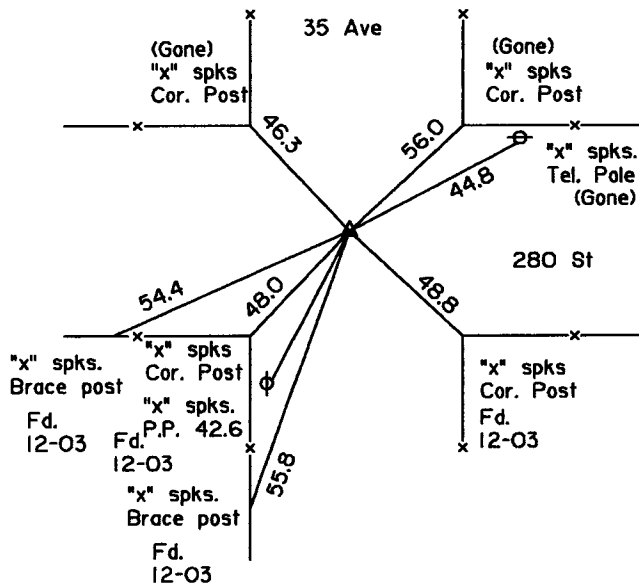 35 Ave
(Gone)
"x" spks
Cor. Post
(Gone)
"x" spks
Cor. Post
46.3
56.0
"x" spks.
Tel. Pole
(Gone)
44.8
280 St
54.4
48.0
48.8
"x" spks.
Brace post
Fd.
12-03
"x" spks
Cor. Post
"x" spks.
P.P. 42.6
Fd.
12-03
"x" spks
Cor. Post
Fd.
12-03
55.8
"x" spks.
Brace post
Fd.
12-03